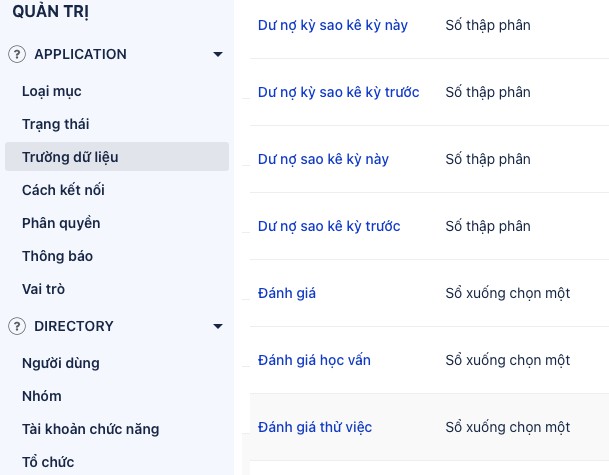 QUẢN TRỊ
? APPLICATION
Loại mục
Trạng thái
Trường dữ liệu
Cách kết nối
Phân quyền
Thông báo
Vai trò
? DIRECTORY
Người dùng
Nhóm
Tài khoản chức năng
Tổ chức
Dư nợ kỳ sao kê kỳ này Số thập phân
Dư nợ kỳ sao kê kỳ trước Số thập phân
Dư nợ sao kê kỳ này Số thập phân
Dư nợ sao kê kỳ trước Số thập phân
Đánh giá Sổ xuống chọn một
Đánh giá học vấn Sổ xuống chọn một
Đánh giá thử việc Sổ xuống chọn một